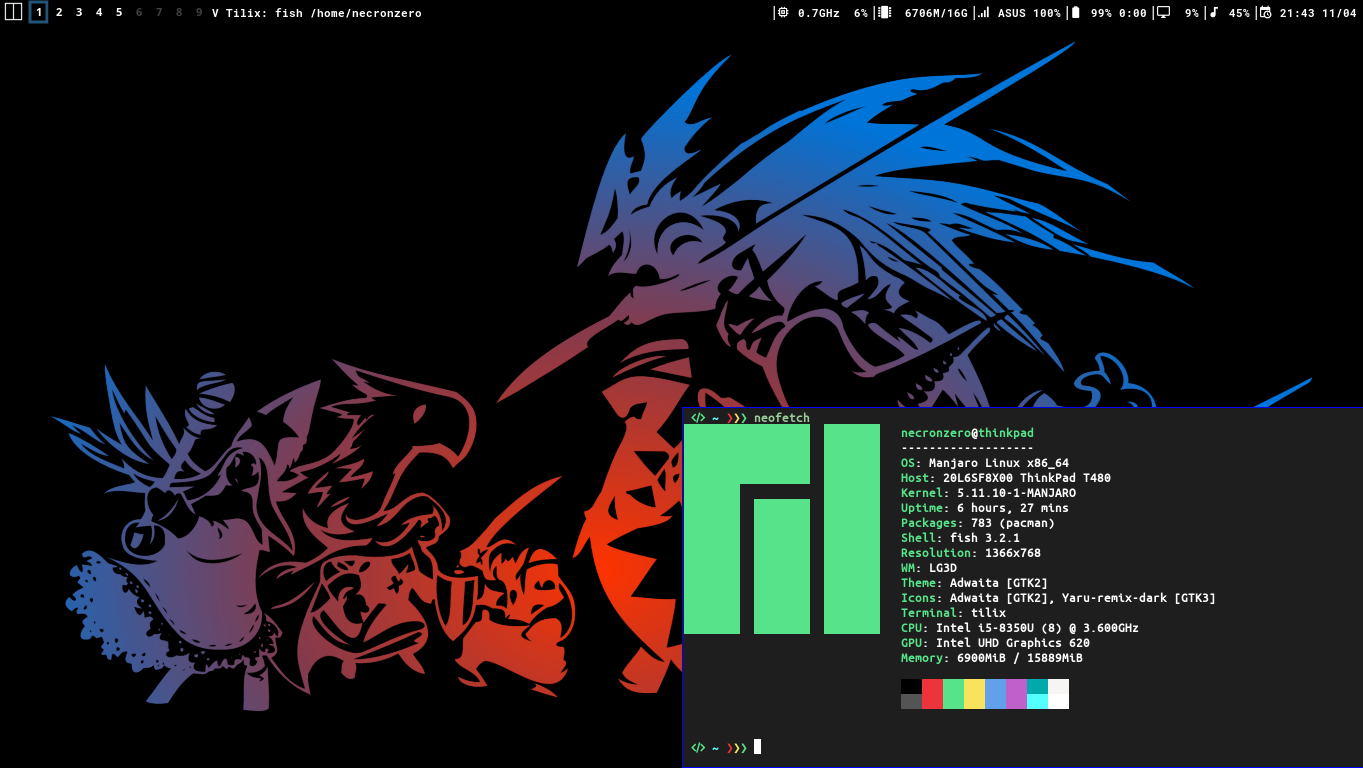 1 2 3 4 5 6 7 8 9 V Tilix: fish /home/necronzero 0.7GHz 6% 6706M/16G ASUS 100% 99% 0:00 9% 45% 21:43 11/04
</> ~ ❯❯❯ neofetch
necronzero@thinkpad
-------------------
OS: Manjaro Linux x86_64
Host: 20L6SF8X00 ThinkPad T480
Kernel: 5.11.10-1-MANJARO
Uptime: 6 hours, 27 mins
Packages: 783 (pacman)
Shell: fish 3.2.1
Resolution: 1366x768
WM: LG3D
Theme: Adwaita [GTK2]
Icons: Adwaita [GTK2], Yaru-remix-dark [GTK3]
Terminal: tilix
CPU: Intel i5-8350U (8) @ 3.600GHz
GPU: Intel UHD Graphics 620
Memory: 6900MiB / 15889MiB
</> ~ ❯❯❯